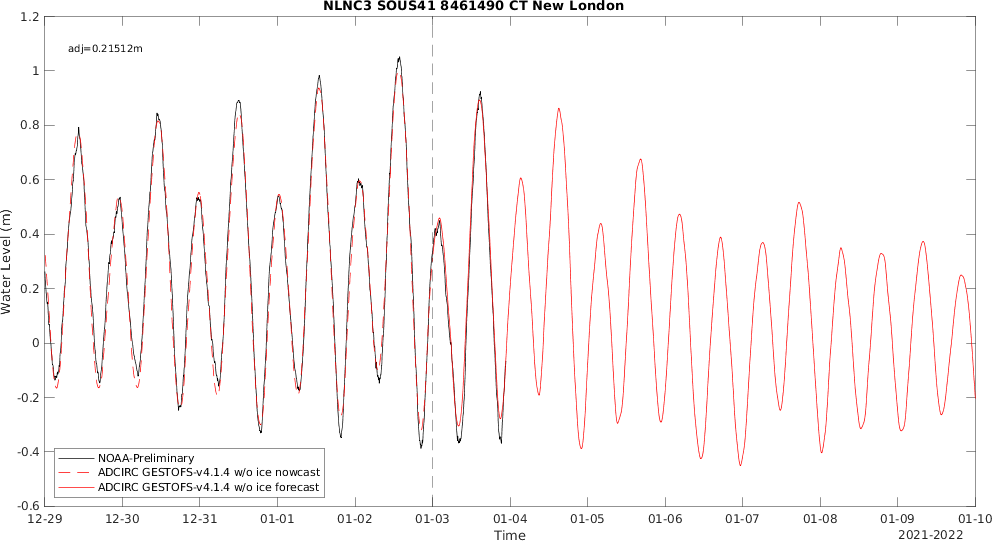 NLNC3 SOUS41 8461490 CT New London
adj=0.21512m
1.2
1
0.8
0.6
0.4
0.2
0
-0.2
-0.4
-0.6
Water Level (m)
NOAA-Preliminary
ADCIRC GESTOFS-v4.1.4 w/o ice nowcast
ADCIRC GESTOFS-v4.1.4 w/o ice forecast
12-29 12-30 12-31 01-01 01-02 01-03 01-04 01-05 01-06 01-07 01-08 01-09 01-10
Time
2021-2022